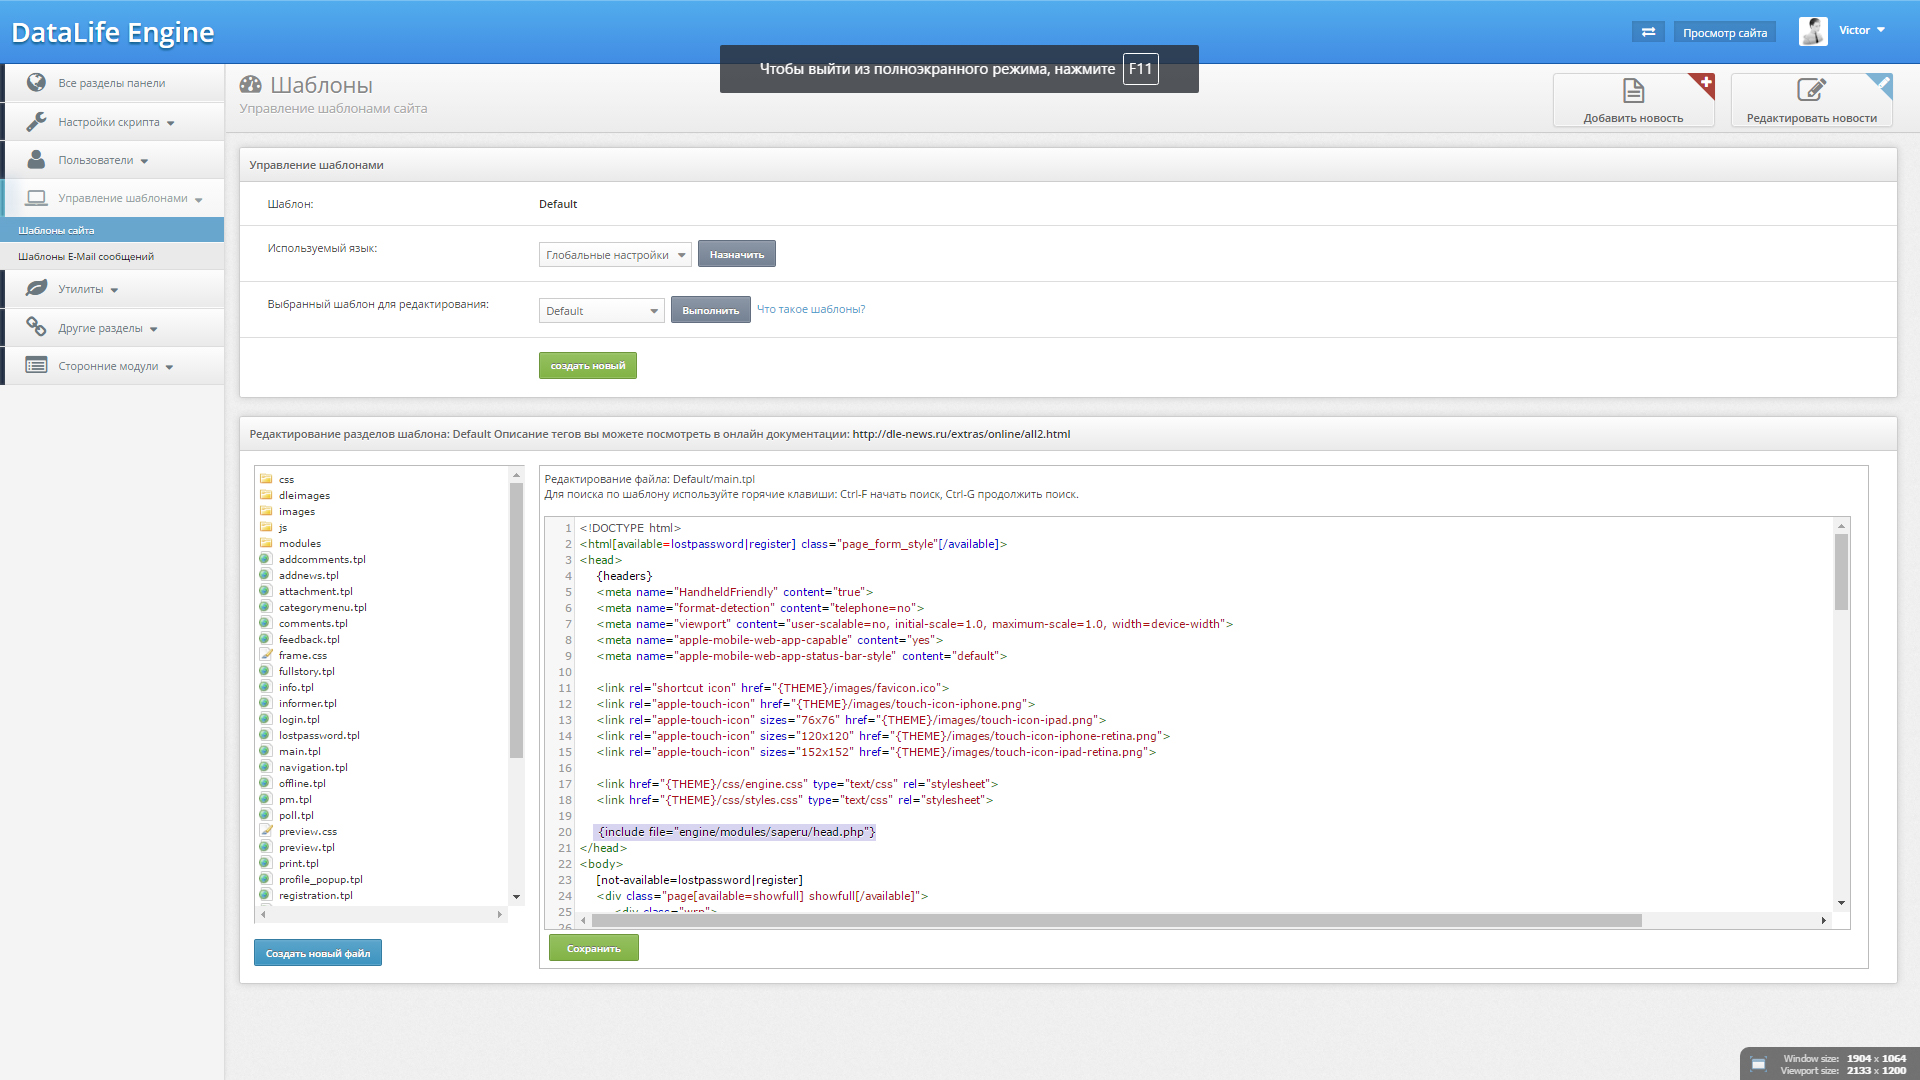 DataLife Engine
Просмотр сайта
Victor
Чтобы выйти из полноэкранного режима, нажмите F11
Все разделы панели
Настройки скрипта
Пользователи
Управление шаблонами
Шаблоны сайта
Шаблоны E-Mail сообщений
Утилиты
Другие разделы
Сторонние модули
Шаблоны
Управление шаблонами сайта
Добавить новость
Редактировать новости
Управление шаблонами
Шаблон: Default
Используемый язык: Глобальные настройки Назначить
Выбранный шаблон для редактирования: Default Выполнить Что такое шаблоны?
создать новый
Редактирование разделов шаблона: Default Описание тегов вы можете посмотреть в онлайн документации: http://dle-news.ru/extras/online/all2.html
css
dleimages
images
js
modules
addcomments.tpl
addnews.tpl
attachment.tpl
categorymenu.tpl
comments.tpl
feedback.tpl
frame.css
fullstory.tpl
info.tpl
informer.tpl
login.tpl
lostpassword.tpl
main.tpl
navigation.tpl
offline.tpl
pm.tpl
poll.tpl
preview.css
preview.tpl
print.tpl
profile_popup.tpl
registration.tpl
Создать новый файл
Редактирование файла: Default/main.tpl
Для поиска по шаблону используйте горячие клавиши: Ctrl-F начать поиск, Ctrl-G продолжить поиск.
1 <!DOCTYPE html>
2 <html[available=lostpassword|register] class="page_form_style"[/available]>
3 <head>
4 {headers}
5 <meta name="HandheldFriendly" content="true">
6 <meta name="format-detection" content="telephone=no">
7 <meta name="viewport" content="user-scalable=no, initial-scale=1.0, maximum-scale=1.0, width=device-width">
8 <meta name="apple-mobile-web-app-capable" content="yes">
9 <meta name="apple-mobile-web-app-status-bar-style" content="default">
10
11 <link rel="shortcut icon" href="{THEME}/images/favicon.ico">
12 <link rel="apple-touch-icon" href="{THEME}/images/touch-icon-iphone.png">
13 <link rel="apple-touch-icon" sizes="76x76" href="{THEME}/images/touch-icon-ipad.png">
14 <link rel="apple-touch-icon" sizes="120x120" href="{THEME}/images/touch-icon-iphone-retina.png">
15 <link rel="apple-touch-icon" sizes="152x152" href="{THEME}/images/touch-icon-ipad-retina.png">
16
17 <link href="{THEME}/css/engine.css" type="text/css" rel="stylesheet">
18 <link href="{THEME}/css/styles.css" type="text/css" rel="stylesheet">
19
20 {include file="engine/modules/saperu/head.php"}
21 </head>
22 <body>
23 [not-available=lostpassword|register]
24 <div class="page[available=showfull] showfull[/available]">
25 <div class="wrp">
26
Сохранить
Window size: 1904 x 1064
Viewport size: 2133 x 1200